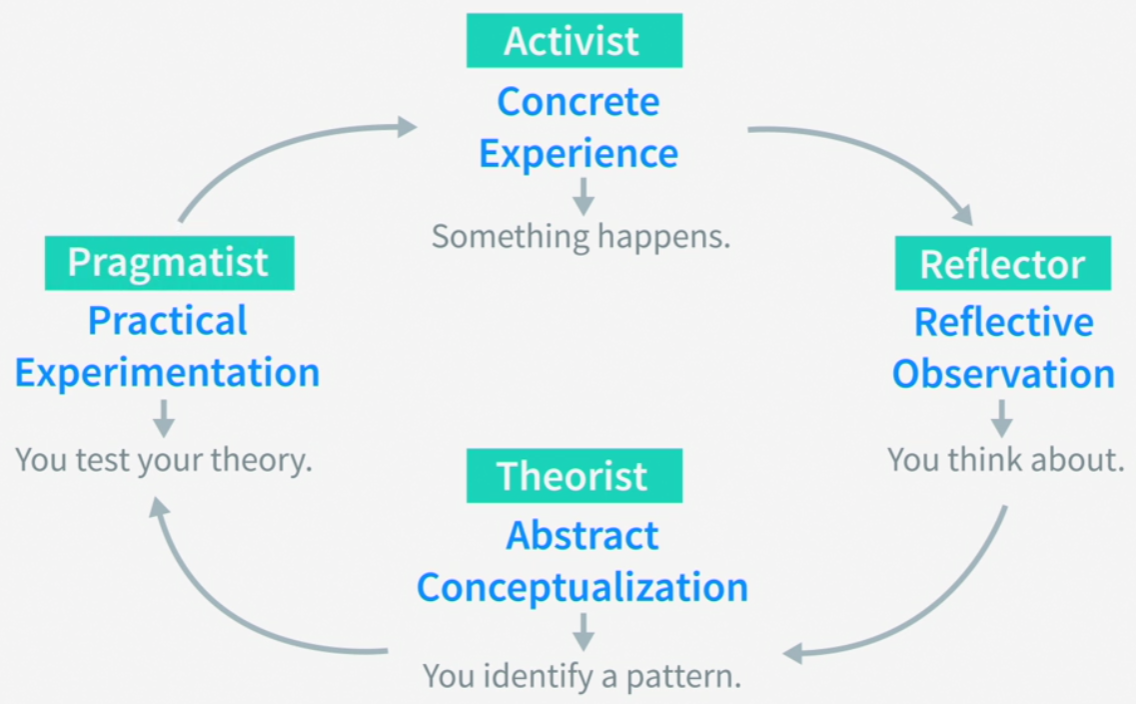 Activist
Concrete
Experience
Something happens.
Pragmatist
Practical
Experimentation
You test your theory.
Reflector
Reflective
Observation
You think about.
Theorist
Abstract
Conceptualization
You identify a pattern.